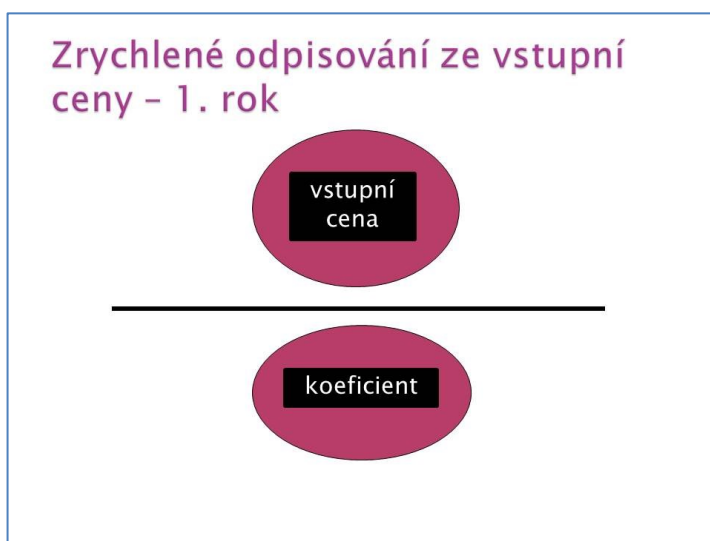 Zrychlené odpisování ze vstupní
ceny – 1. rok
vstupní
cena
koeficient